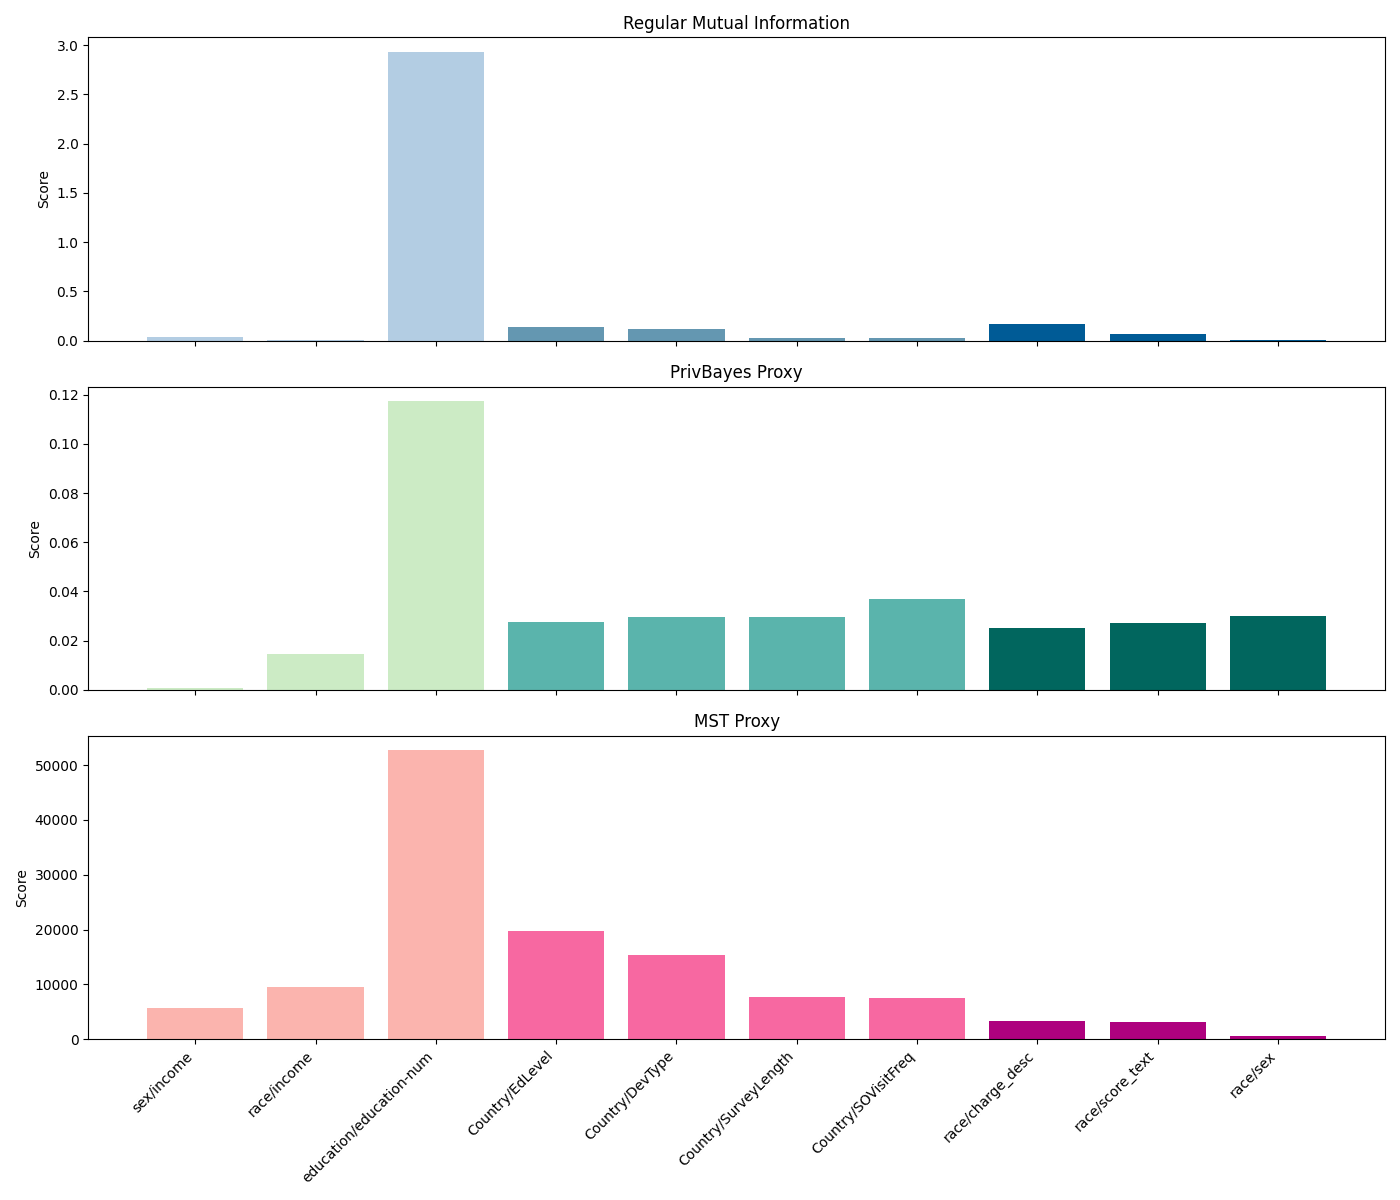 Regular Mutual Information
3.0
2.5
2.0
1.5
1.0
0.5
0.0
Score
PrivBayes Proxy
0.12
0.10
0.08
0.06
0.04
0.02
0.00
Score
MST Proxy
50000
40000
30000
20000
10000
0
Score
sex/income
race/income
education/education-num
Country/EdLevel
Country/DevType
Country/SurveyLength
Country/SOVisitFreq
race/charge_desc
race/score_text
race/sex